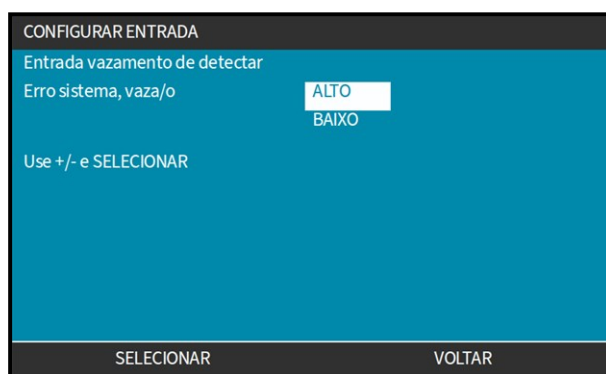 CONFIGURAR ENTRADA
Entrada vazamento de detectar
Erro sistema, vaza/o ALTO
BAIXO
Use +/- e SELECIONAR
SELECIONAR VOLTAR